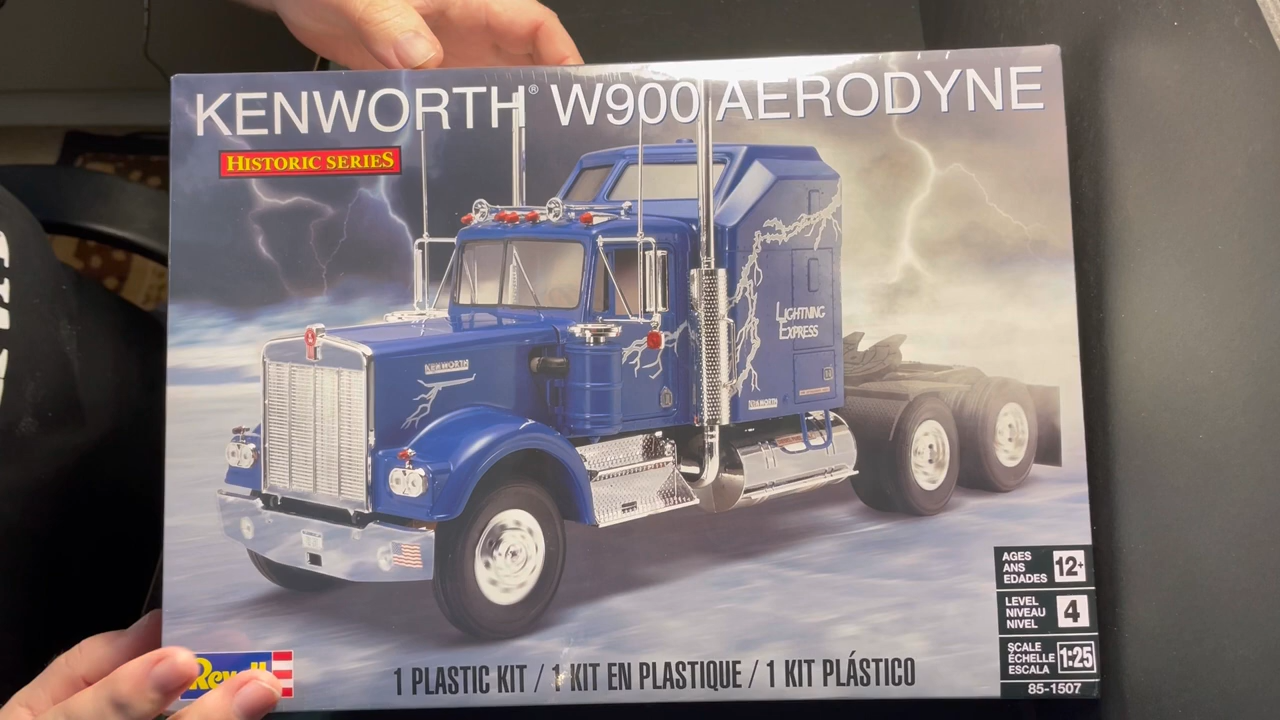 KENWORTH® W900 AERODYNE
HISTORIC SERIES
LIGHTNING
EXPRESS
KENWORTH
KENWORTH
Revell
1 PLASTIC KIT / 1 KIT EN PLASTIQUE / 1 KIT PLÁSTICO
AGES
ANS
EDADES
12+
LEVEL
NIVEAU
NIVEL
4
SCALE
ÉCHELLE
ESCALA
1:25
85-1507